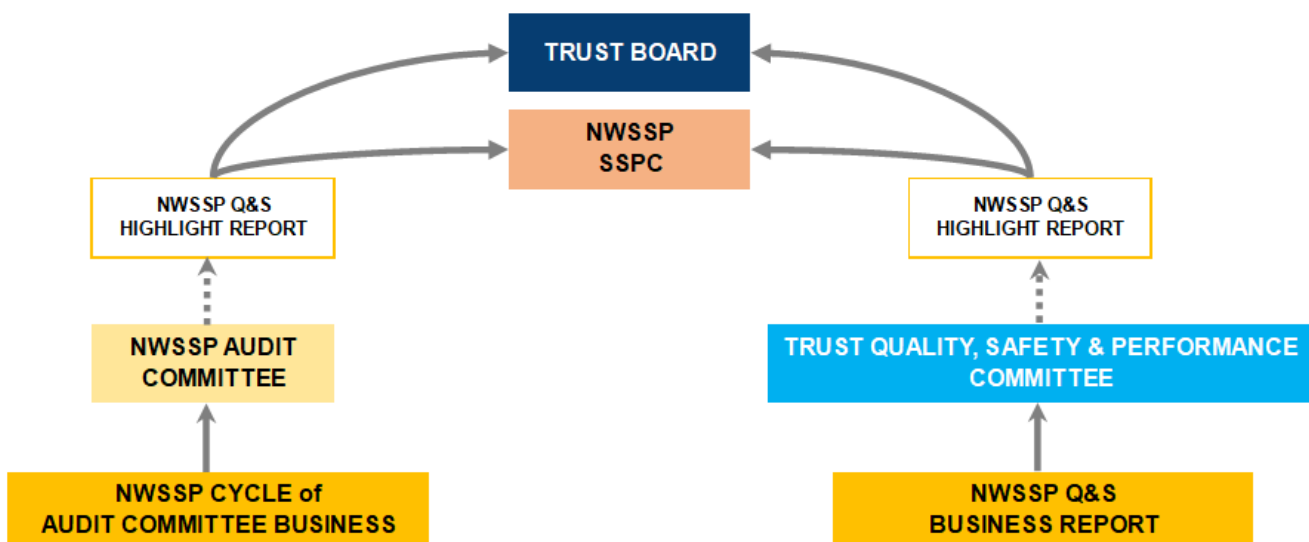 TRUST BOARD
NWSSP
SSPC
NWSSP Q&S
HIGHLIGHT REPORT
NWSSP Q&S
HIGHLIGHT REPORT
NWSSP AUDIT
COMMITTEE
TRUST QUALITY, SAFETY & PERFORMANCE
COMMITTEE
NWSSP CYCLE of
AUDIT COMMITTEE BUSINESS
NWSSP Q&S
BUSINESS REPORT